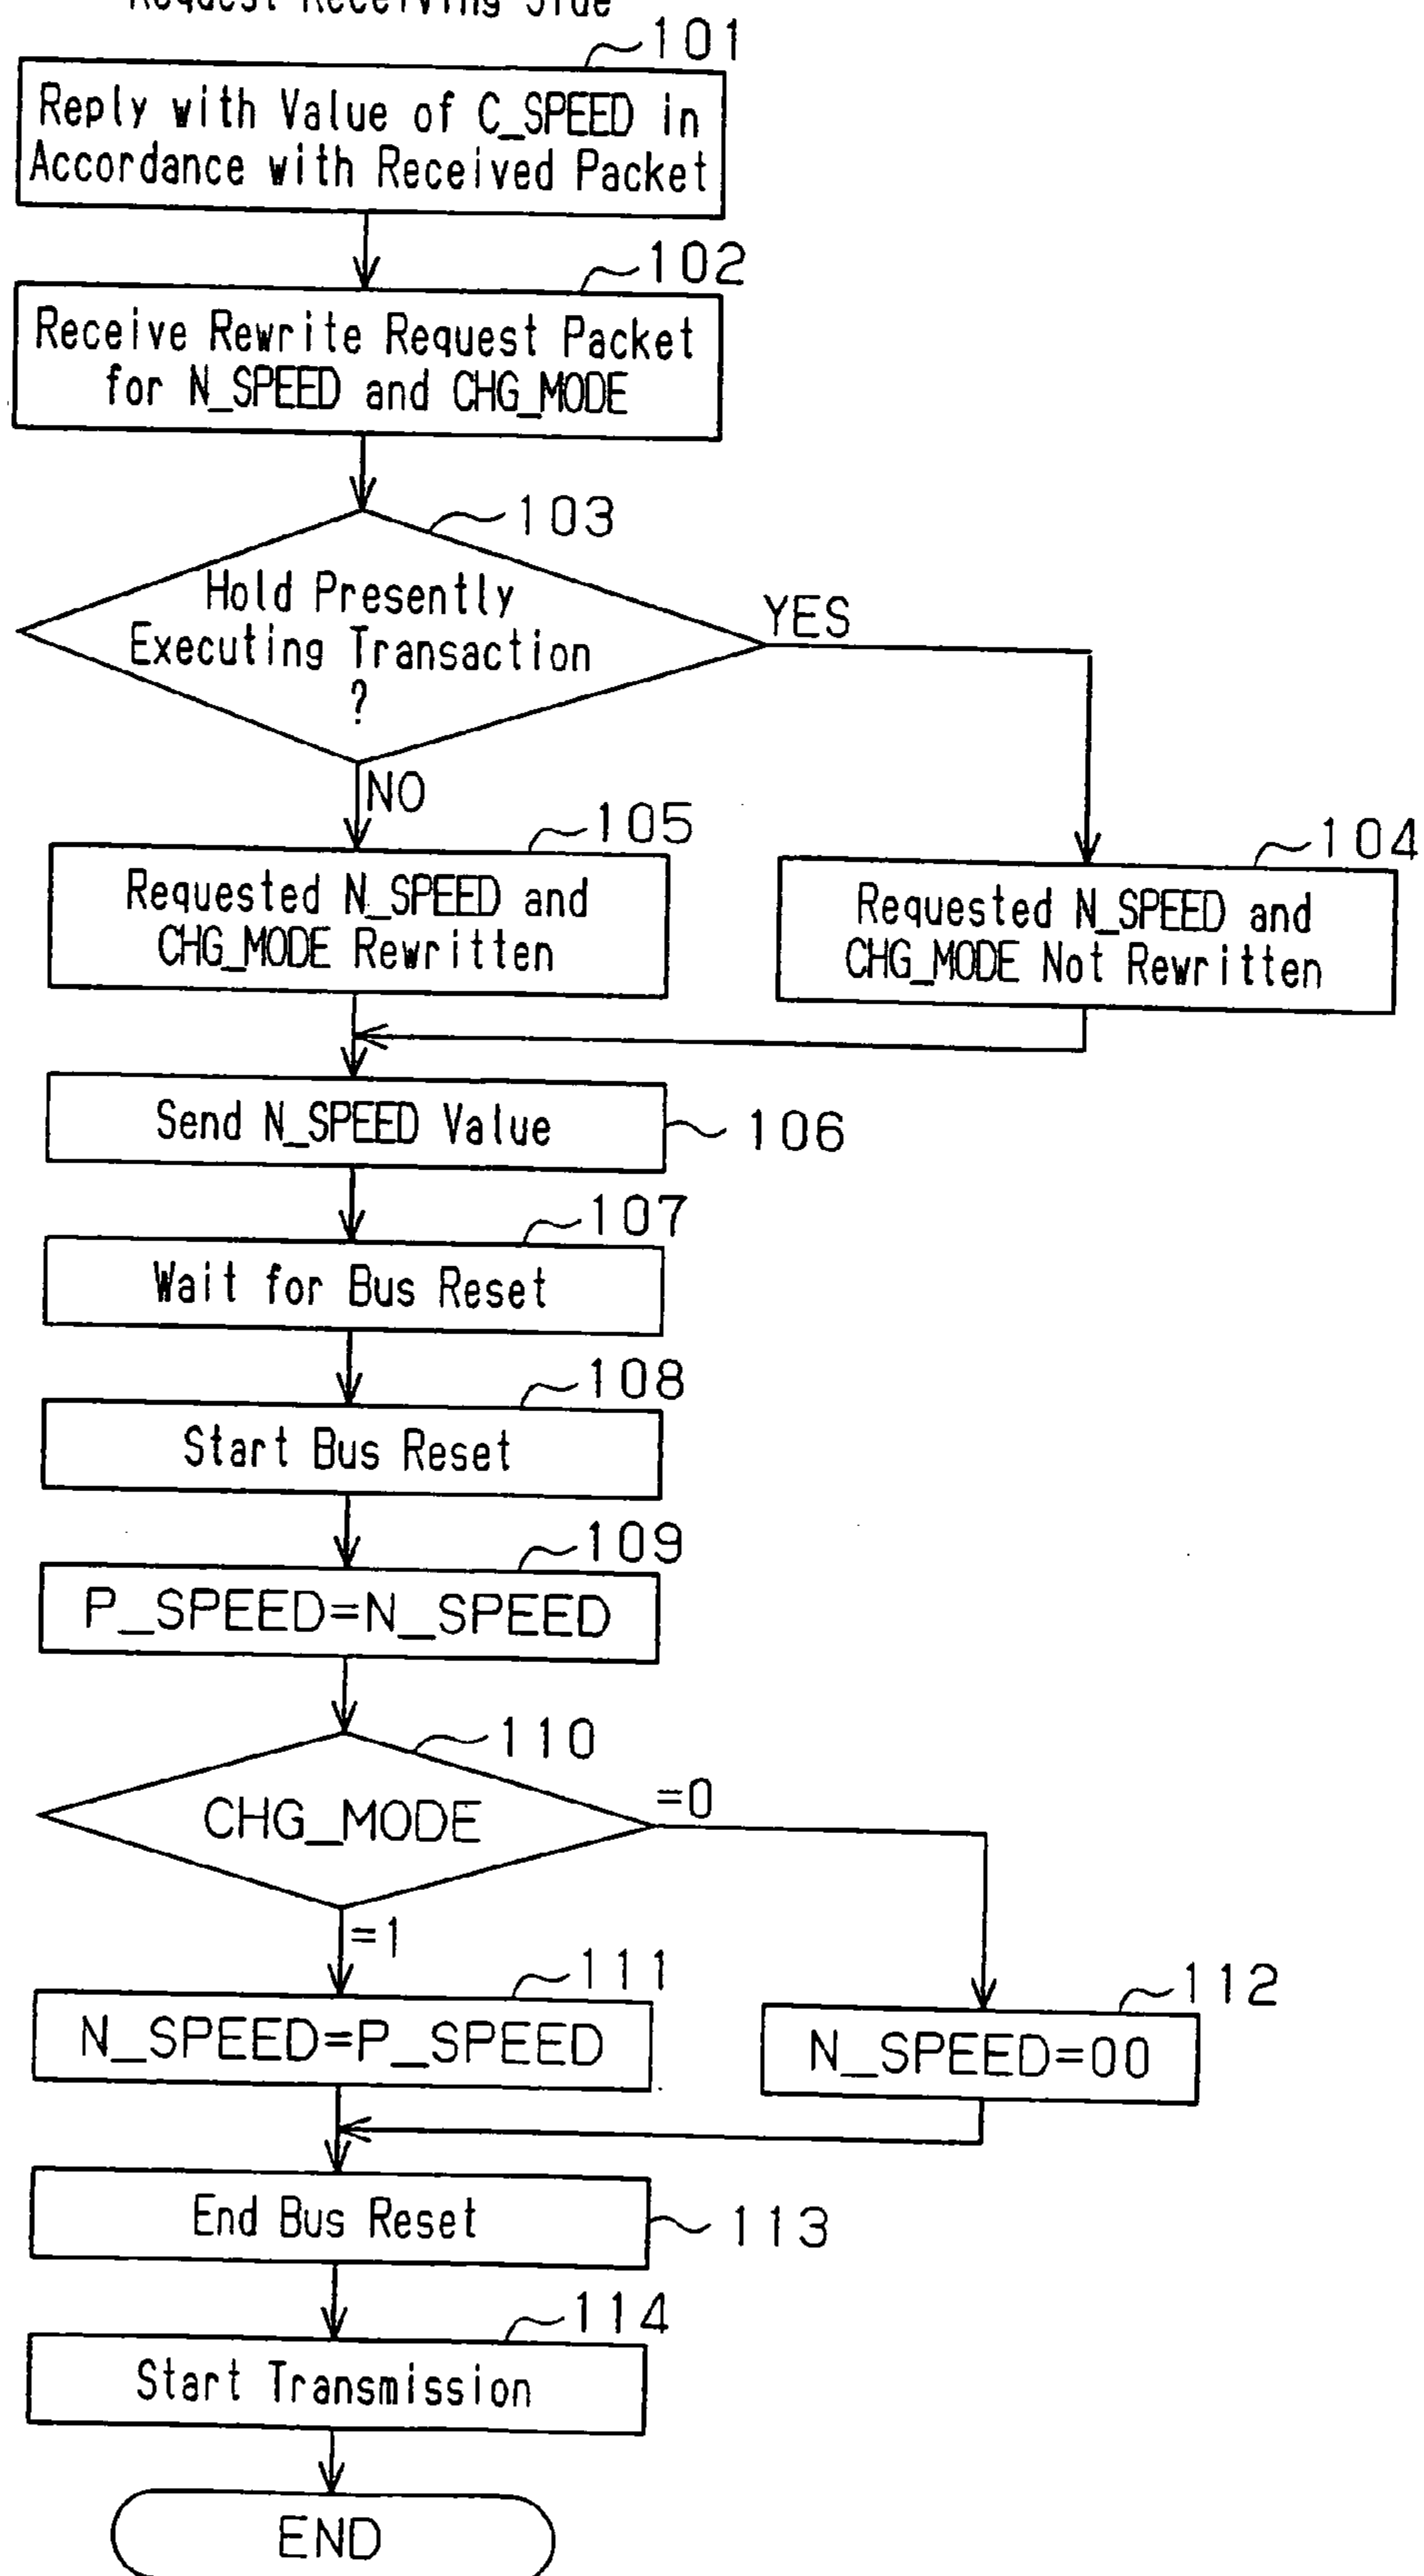 Request Receiving Side
101
Reply with Value of C_SPEED in
Accordance with Received Packet
102
Receive Rewrite Request Packet
for N_SPEED and CHG_MODE
103
Hold Presently
Executing Transaction
?
YES
NO
105
Requested N_SPEED and
CHG_MODE Rewritten
104
Requested N_SPEED and
CHG_MODE Not Rewritten
Send N_SPEED Value
106
107
Wait for Bus Reset
108
Start Bus Reset
109
P_SPEED=N_SPEED
110
CHG_MODE
=0
=1
111
N_SPEED=P_SPEED
112
N_SPEED=00
End Bus Reset
113
114
Start Transmission
END